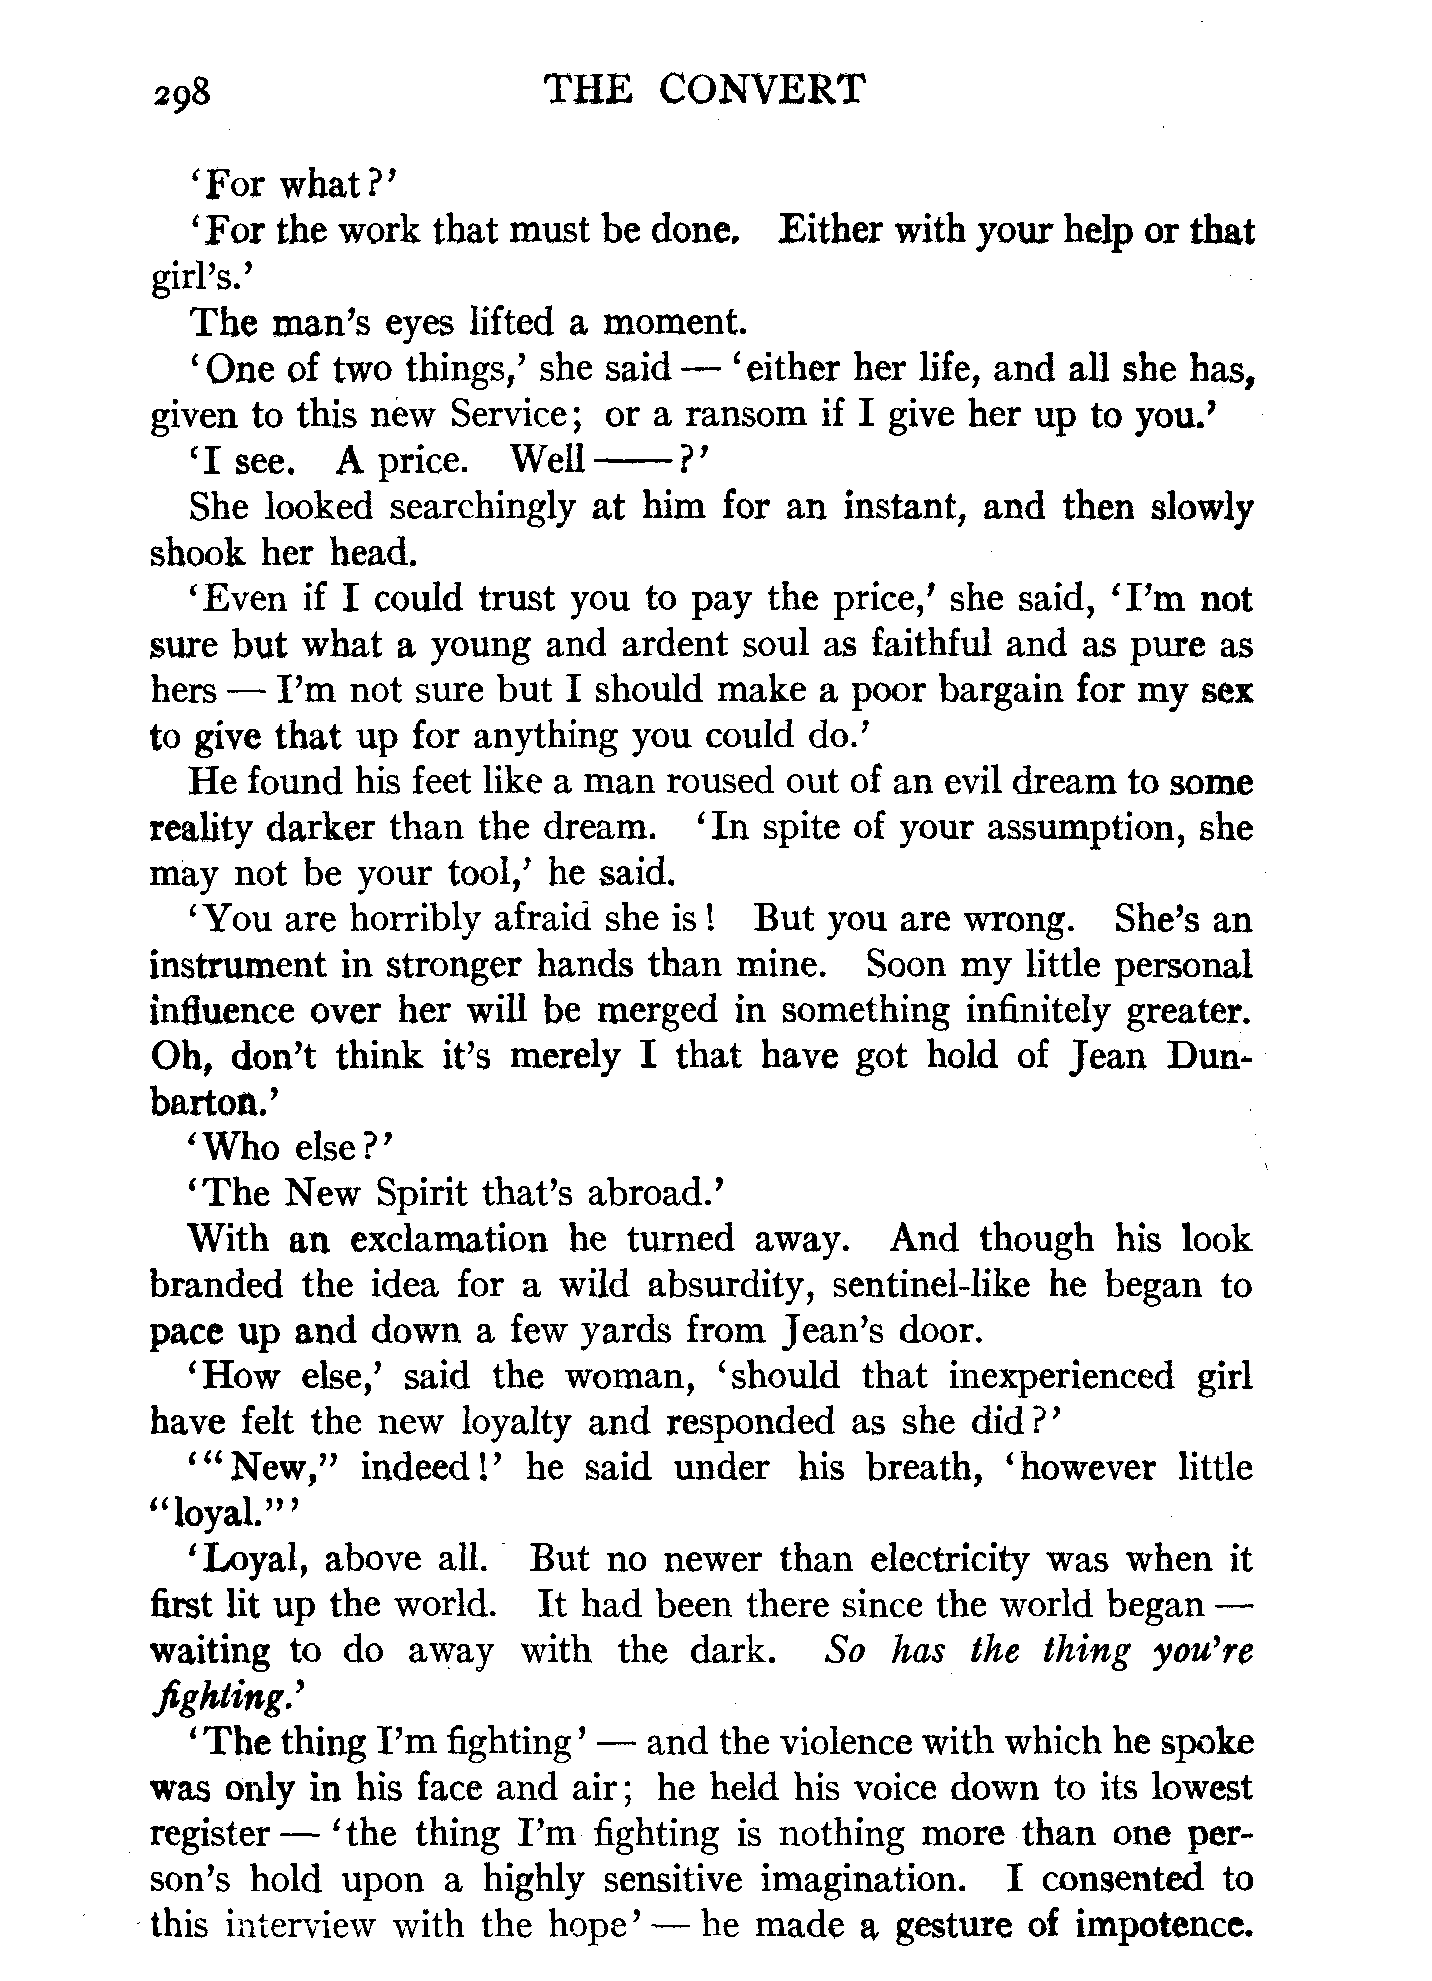 298 THE CONVERT
‘For what?’
‘For the work that must be done. Either with your help or that
girl’s.’
The man’s eyes lifted a moment.
‘One of two things,’ she said — ‘either her life, and all she has,
given to this new Service; or a ransom if I give her up to you.’
‘I see. A price. Well——?’
She looked searchingly at him for an instant, and then slowly
shook her head.
‘Even if I could trust you to pay the price,’ she said, ‘I’m not
sure but what a young and ardent soul as faithful and as pure as
hers — I’m not sure but I should make a poor bargain for my sex
to give that up for anything you could do.’
He found his feet like a man roused out of an evil dream to some
reality darker than the dream. ‘In spite of your assumption, she
may not be your tool,’ he said.
‘You are horribly afraid she is! But you are wrong. She’s an
instrument in stronger hands than mine. Soon my little personal
influence over her will be merged in something infinitely greater.
Oh, don’t think it’s merely I that have got hold of Jean Dun-
barton.’
‘Who else?’
‘The New Spirit that’s abroad.’
With an exclamation he turned away. And though his look
branded the idea for a wild absurdity, sentinel-like he began to
pace up and down a few yards from Jean’s door.
‘How else,’ said the woman, ‘should that inexperienced girl
have felt the new loyalty and responded as she did?’
‘“New,” indeed!’ he said under his breath, ‘however little
“loyal.”’
‘Loyal, above all. But no newer than electricity was when it
first lit up the world. It had been there since the world began —
waiting to do away with the dark. So has the thing you’re
fighting.’
‘The thing I’m fighting’ — and the violence with which he spoke
was only in his face and air; he held his voice down to its lowest
register — ‘the thing I’m fighting is nothing more than one per-
son’s hold upon a highly sensitive imagination. I consented to
this interview with the hope’ — he made a gesture of impotence.